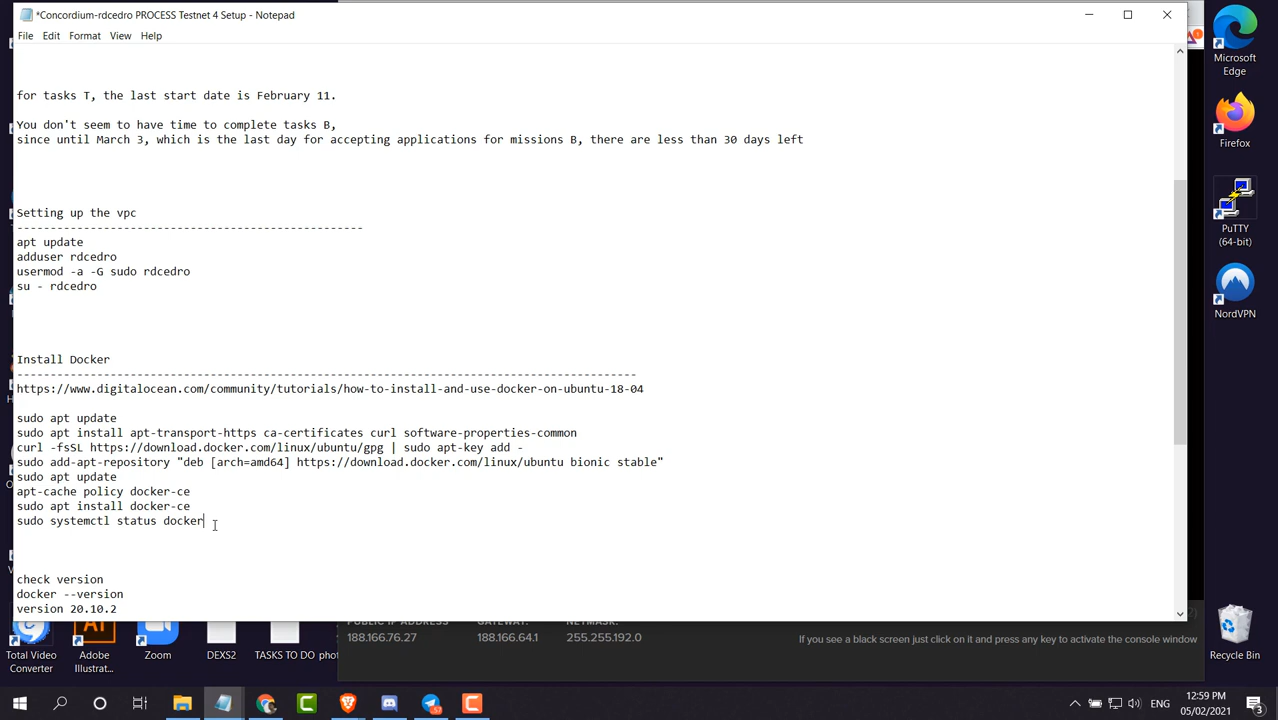 *Concordium-rdcedro PROCESS Testnet 4 Setup - Notepad
File Edit Format View Help
for tasks T, the last start date is February 11.
You don't seem to have time to complete tasks B,
since until March 3, which is the last day for accepting applications for missions B, there are less than 30 days left
Setting up the vpc
---------------------------------------------------
apt update
adduser rdcedro
usermod -a -G sudo rdcedro
su - rdcedro
Install Docker
---------------------------------------------------------------------------------------------
https://www.digitalocean.com/community/tutorials/how-to-install-and-use-docker-on-ubuntu-18-04
sudo apt update
sudo apt install apt-transport-https ca-certificates curl software-properties-common
curl -fsSL https://download.docker.com/linux/ubuntu/gpg | sudo apt-key add -
sudo add-apt-repository "deb [arch=amd64] https://download.docker.com/linux/ubuntu bionic stable"
sudo apt update
apt-cache policy docker-ce
sudo apt install docker-ce
sudo systemctl status docker
check version
docker --version
version 20.10.2
Microsoft
Edge
Firefox
PuTTY
(64-bit)
NordVPN
Recycle Bin
PUBLIC IP ADDRESS GATEWAY: NETMASK:
188.166.76.27 188.166.64.1 255.255.192.0
If you see a black screen just click on it and press any key to activate the console window
Total Video
Converter
Adobe
Illustrat...
Zoom
DEXS2
TASKS TO DO
ENG
12:59 PM
05/02/2021
3